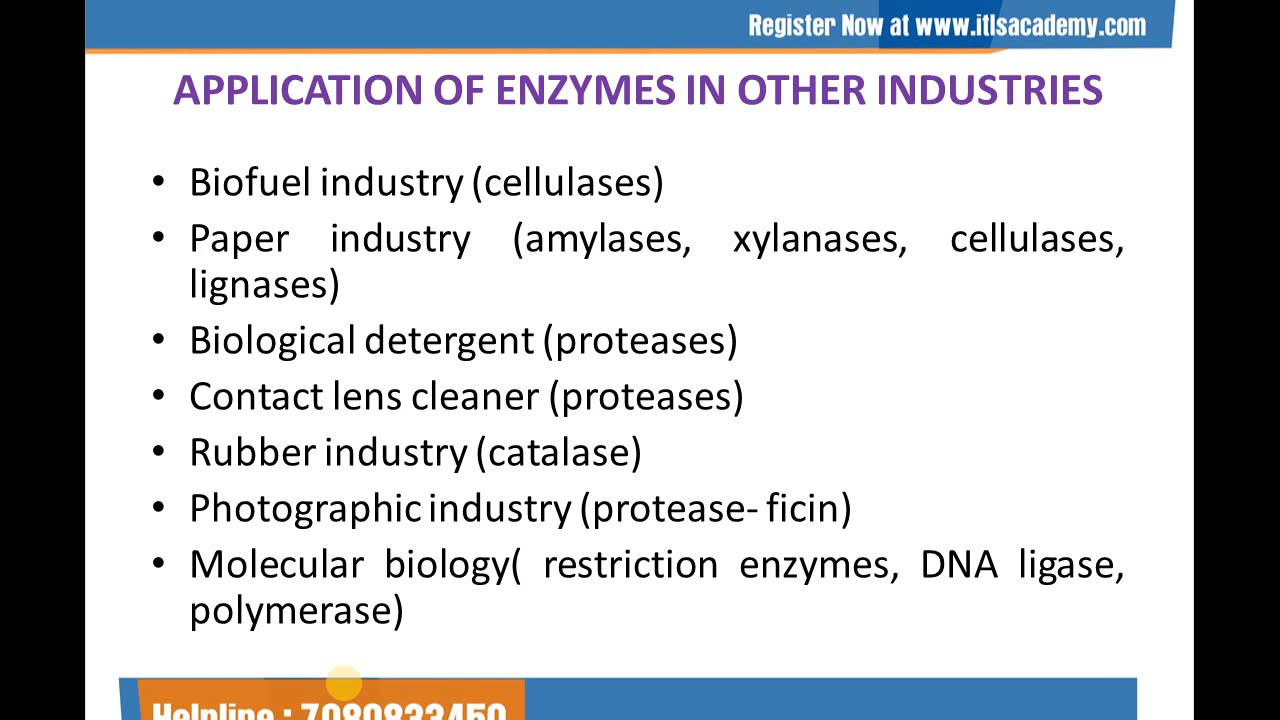 Register Now at www.itlsacademy.com
APPLICATION OF ENZYMES IN OTHER INDUSTRIES
• Biofuel industry (cellulases)
• Paper industry (amylases, xylanases, cellulases,
lignases)
• Biological detergent (proteases)
• Contact lens cleaner (proteases)
• Rubber industry (catalase)
• Photographic industry (protease- ficin)
• Molecular biology( restriction enzymes, DNA ligase,
polymerase)
Helpline : 7080833450